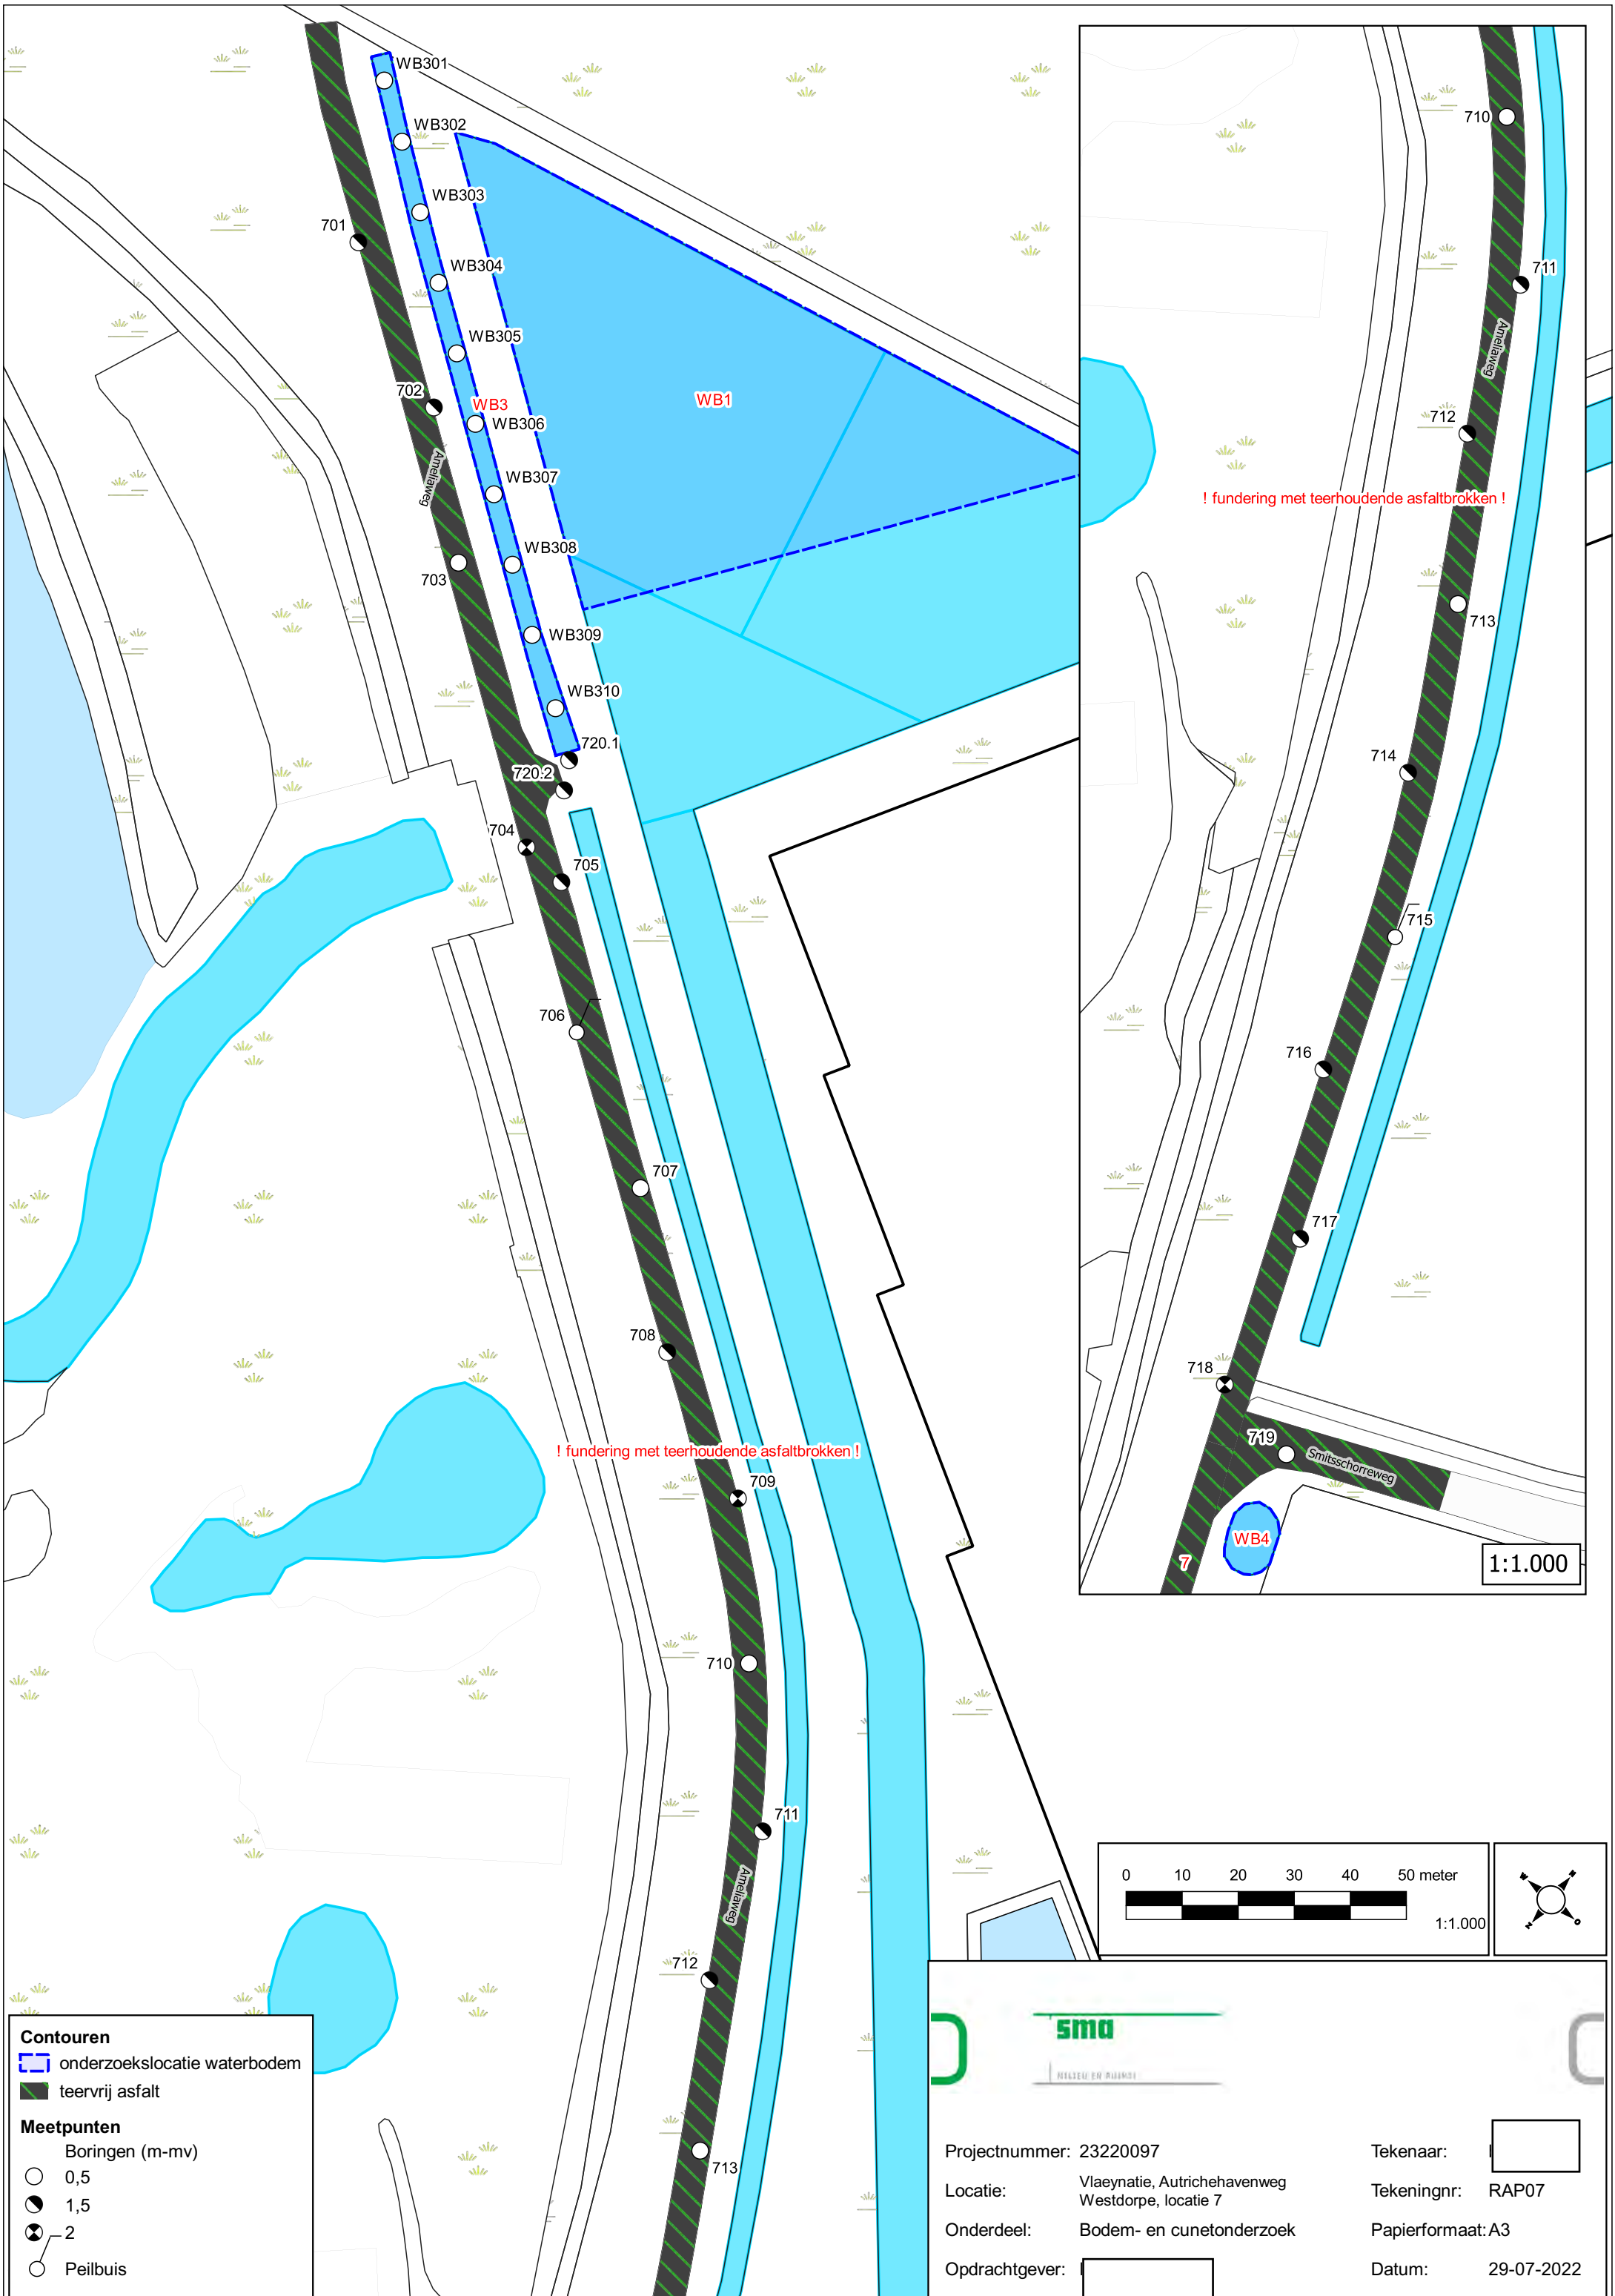 WB301
WB302
WB303
701
WB304
WB305
702
WB3
WB306
WB1
Ameliaweg
WB307
WB308
703
WB309
WB310
720.1
720.2
704
705
706
707
708
! fundering met teerhoudende asfaltbrokken !
709
710
711
Ameliaweg
712
713
710
711
Ameliaweg
712
! fundering met teerhoudende asfaltbrokken !
713
714
715
716
717
718
719
Smitsschorreweg
WB4
7
1:1.000
0 10 20 30 40 50 meter
1:1.000
Contouren
onderzoekslocatie waterbodem
teervrij asfalt
Meetpunten
Boringen (m-mv)
0,5
1,5
2
Peilbuis
sma
MILIEU EN RUIMTE
Projectnummer: 23220097
Tekenaar:
Locatie: Vlaeynatie, Autrichehavenweg
Westdorpe, locatie 7
Tekeningnr: RAP07
Onderdeel: Bodem- en cunetonderzoek
Papierformaat: A3
Opdrachtgever:
Datum: 29-07-2022